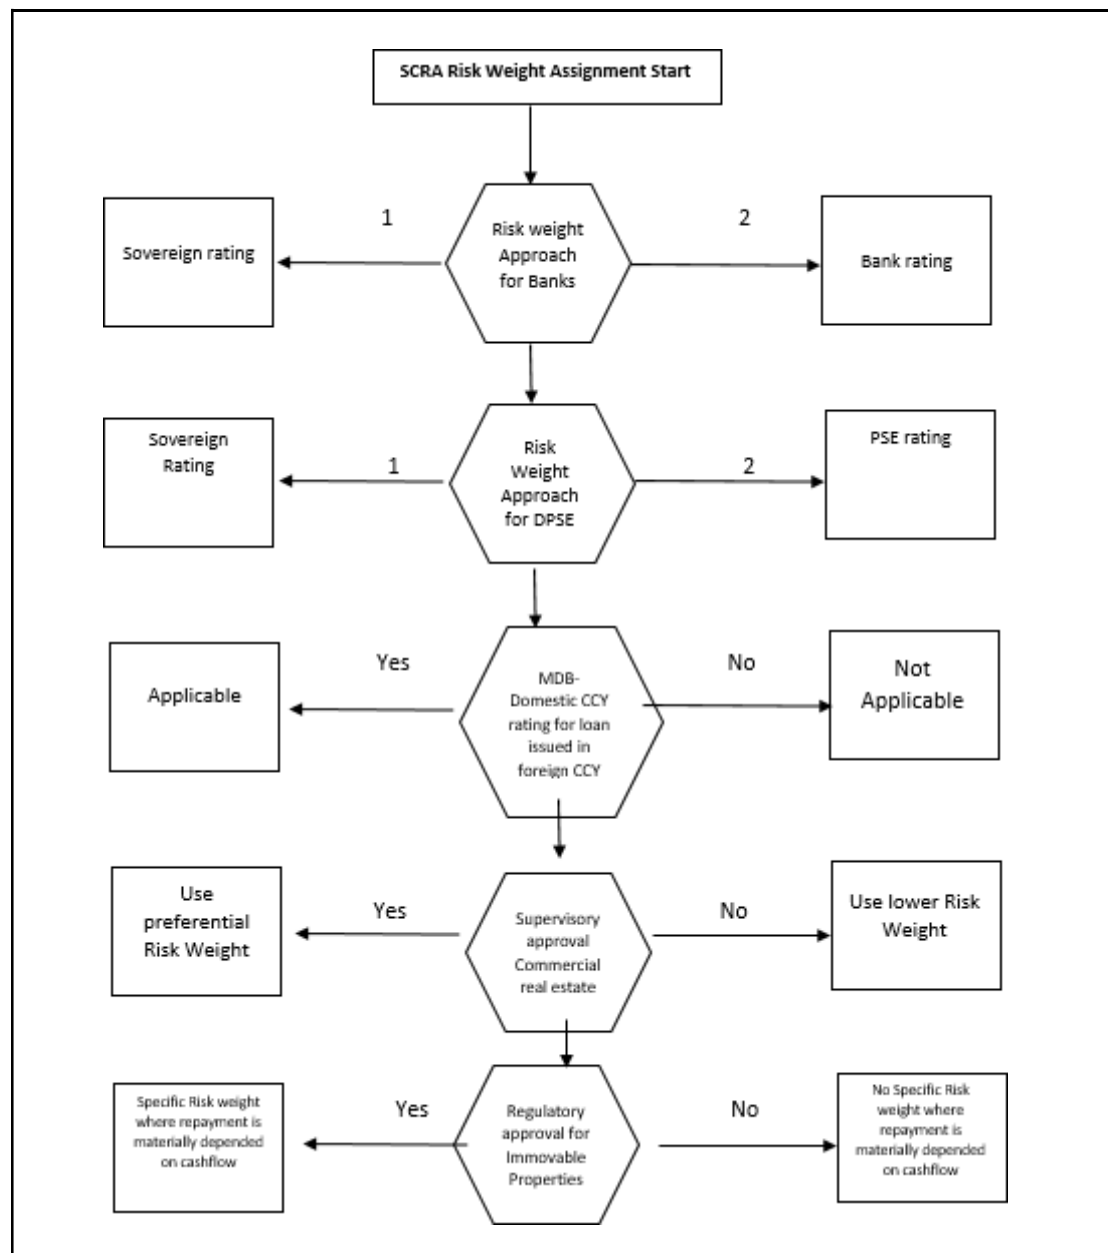 SCRA Risk Weight Assignment Start
1
2
Sovereign rating
Risk weight
Approach
for Banks
Bank rating
Sovereign
Rating
1
Risk
Weight
Approach
for DPSE
2
PSE rating
Applicable
Yes
MDB-
Domestic CCY
rating for loan
issued in
foreign CCY
No
Not
Applicable
Use
preferential
Risk Weight
Yes
Supervisory
approval
Commercial
real estate
No
Use lower Risk
Weight
Specific Risk weight
where repayment is
materially depended
on cashflow
Yes
Regulatory
approval for
Immovable
Properties
No
No Specific Risk
weight where
repayment is
materially depended
on cashflow